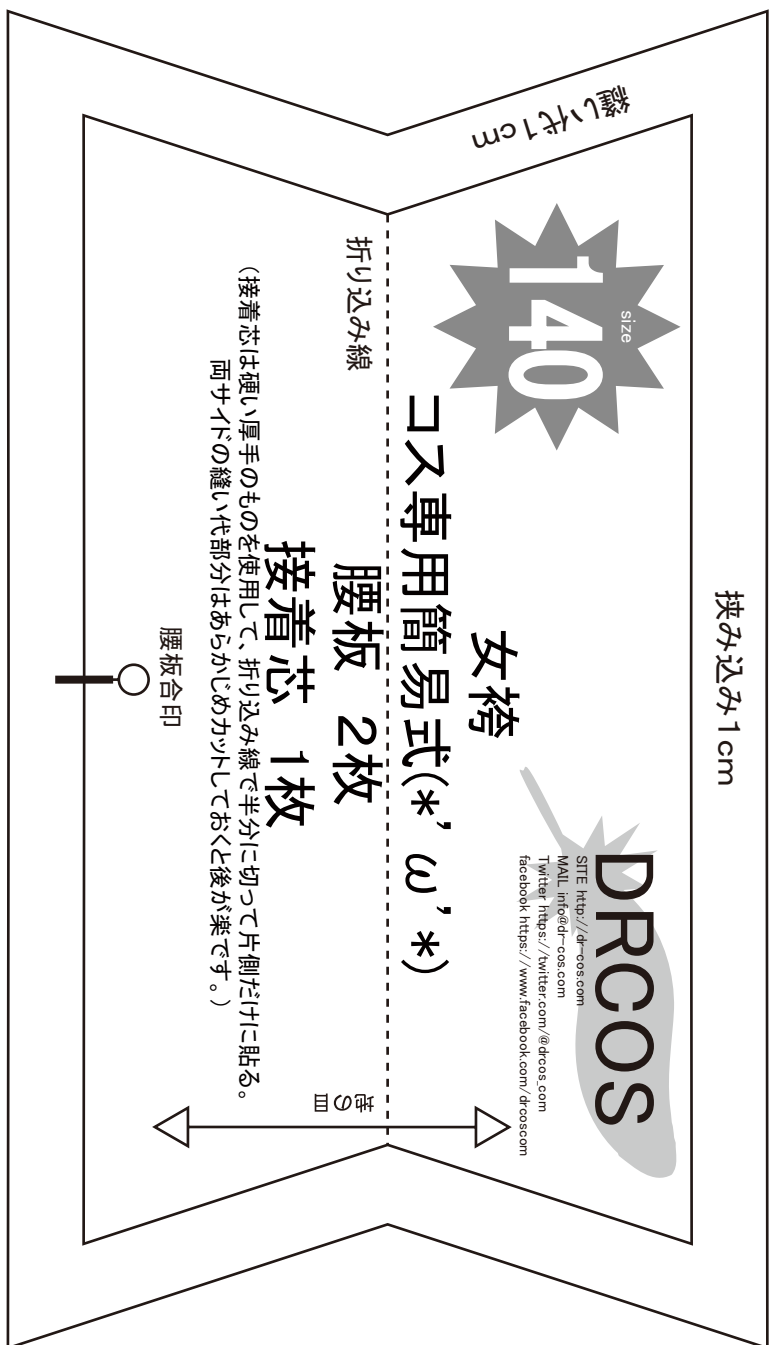 縫い代1cm
挟み込み1cm
size
140
DRCOS
SITE http://dr-cos.com
MAIL info@dr-cos.com
Twitter https://twitter.com/@drcos_com
facebook https://www.facebook.com/drcoscom
女袴
コス専用簡易式(*’ω’*)
腰板 2枚
接着芯 1枚
折り込み線
(接着芯は硬い厚手のものを使用して、折り込み線で半分に切って片側だけに貼る。
両サイドの縫い代部分はあらかじめカットしておくと後が楽です。)
地の目
腰板合印